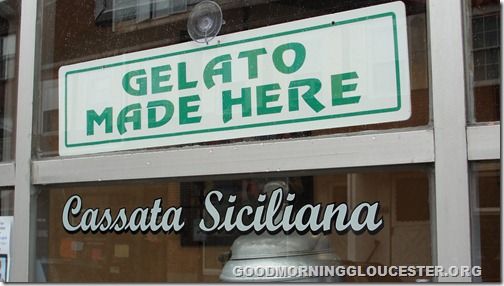 GELATO
MADE HERE
Cassata Siciliana
GOODMORNINGGLOUCESTER.ORG